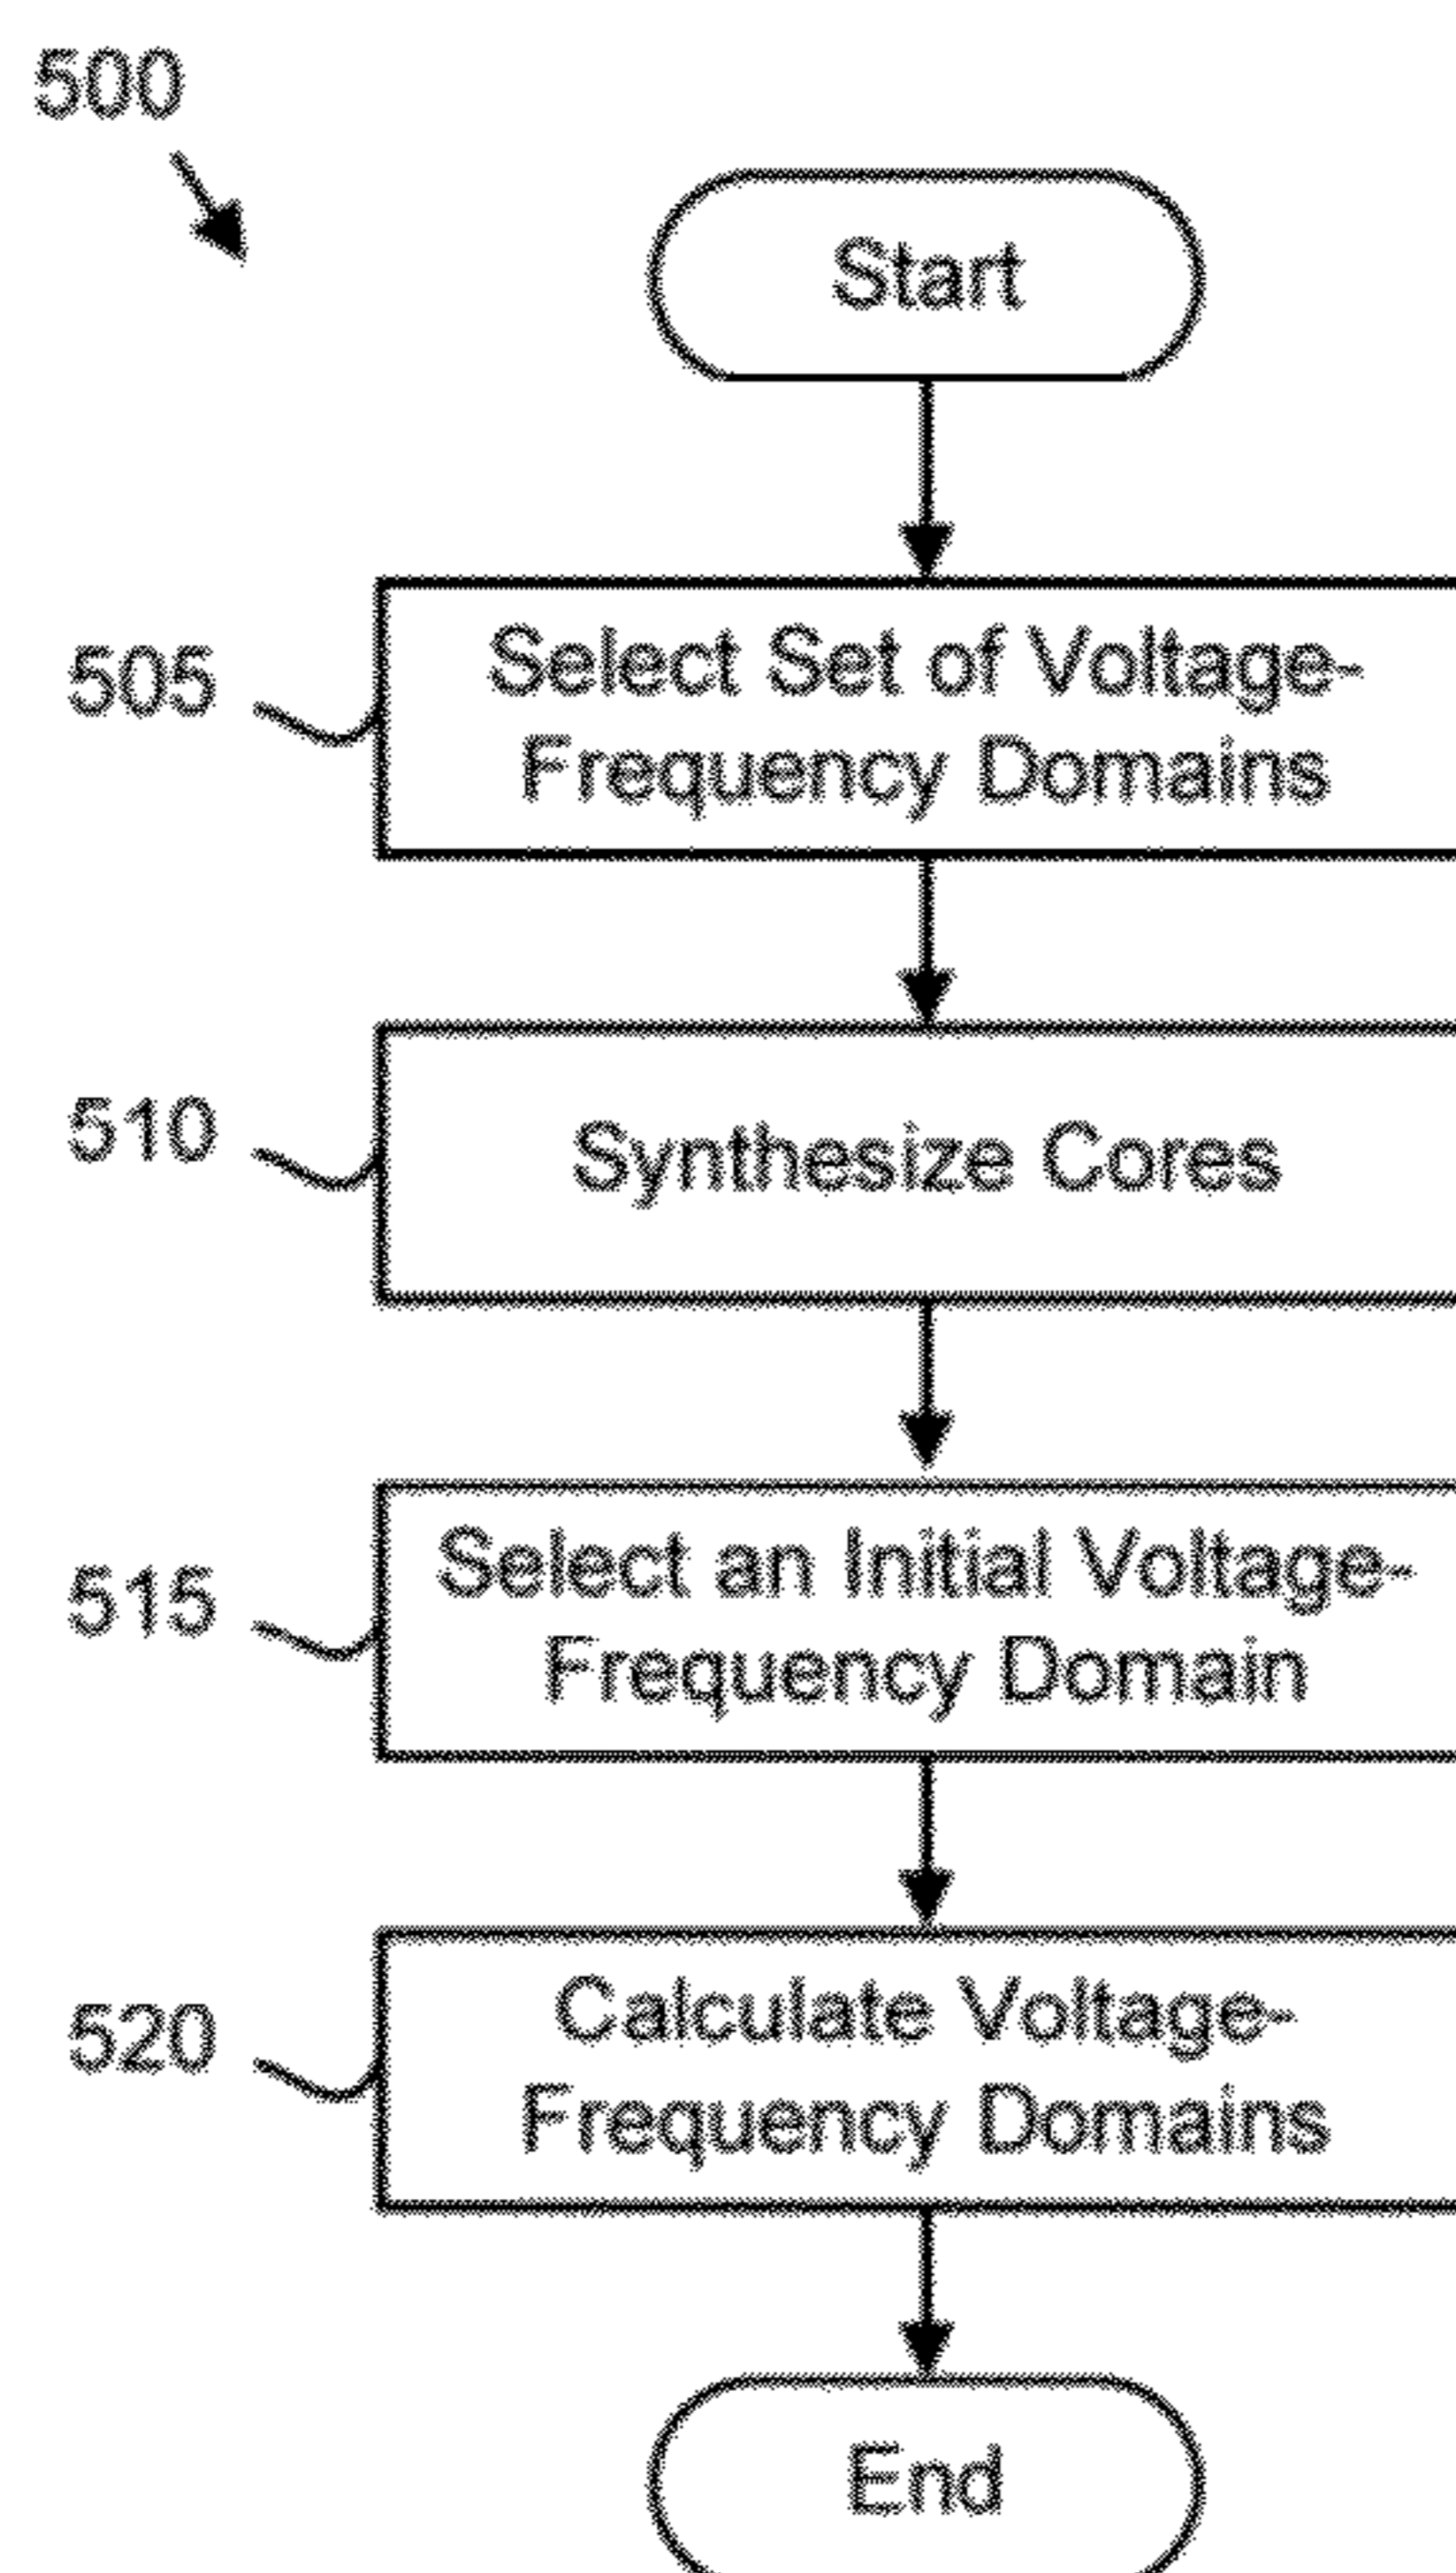 500
Start
505
Select Set of Voltage-
Frequency Domains
510
Synthesize Cores
515
Select an Initial Voltage-
Frequency Domain
520
Calculate Voltage-
Frequency Domains
End